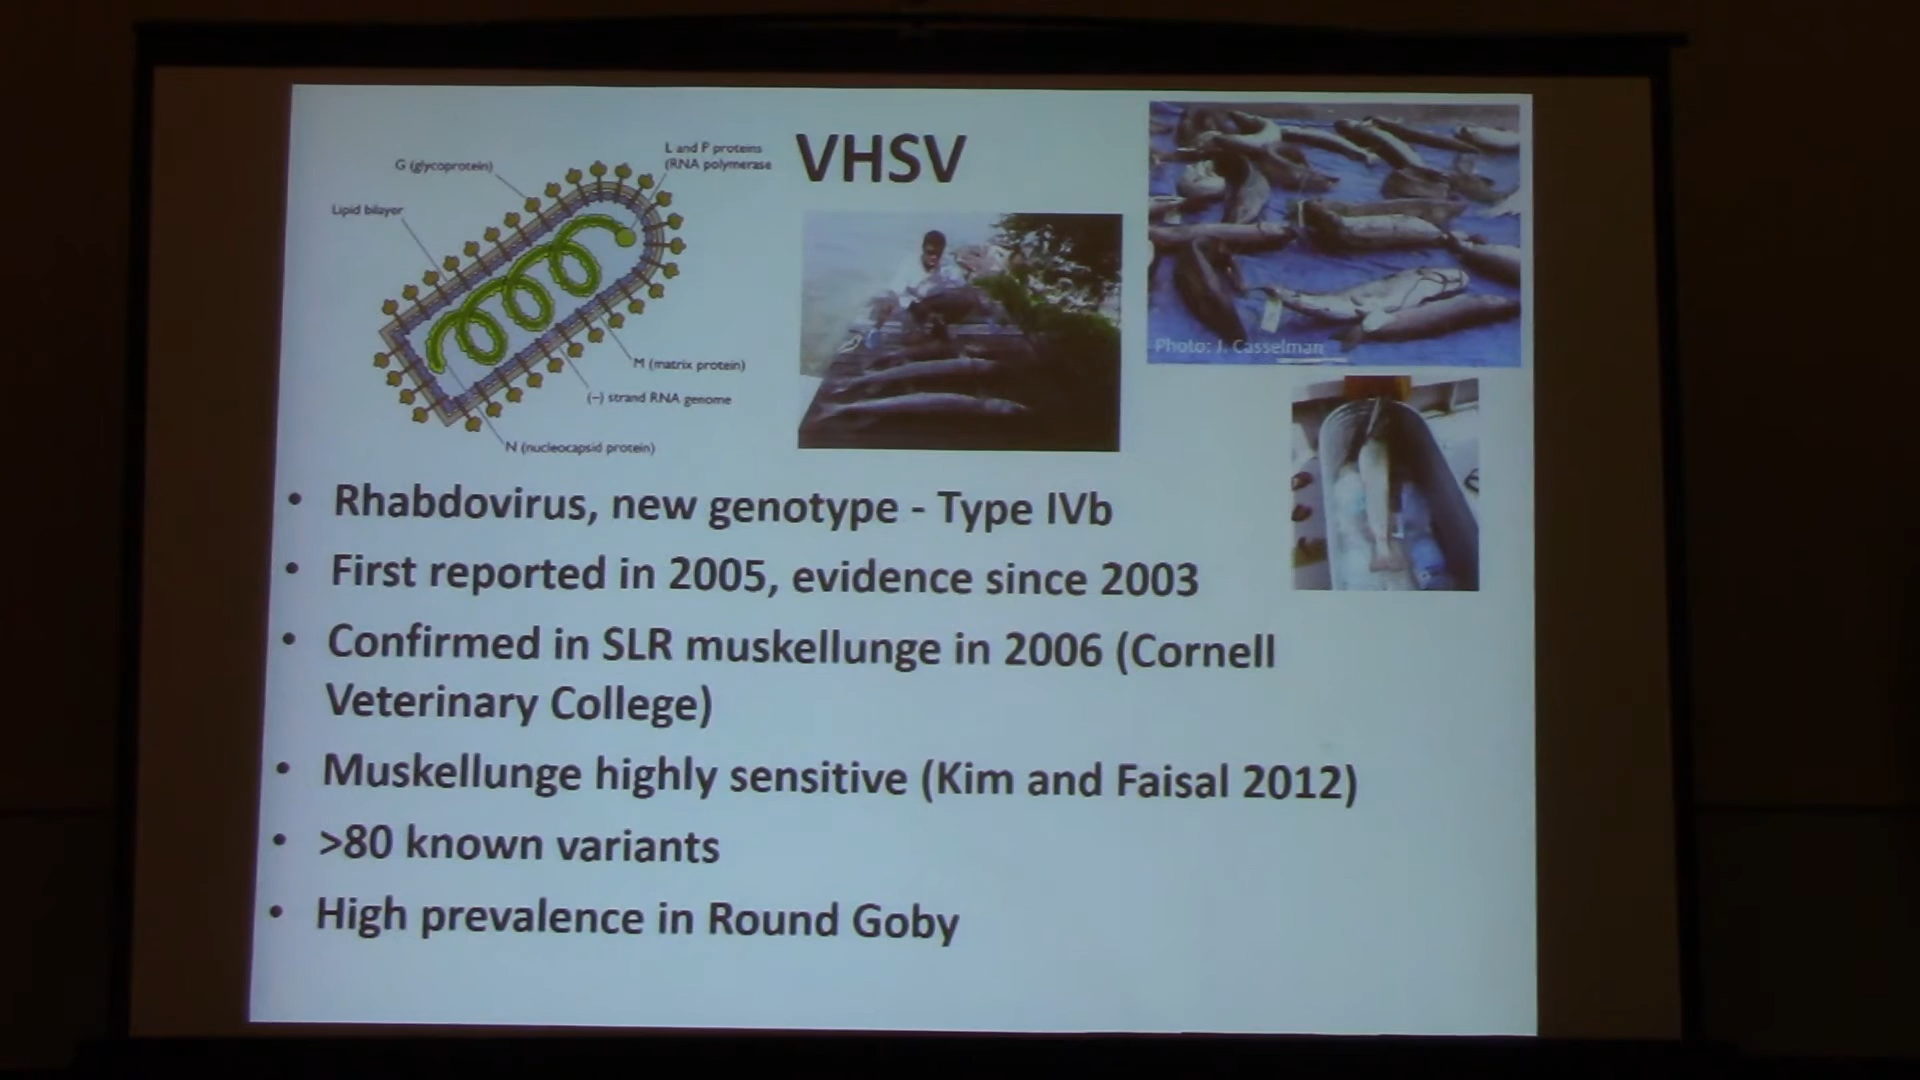 VHSV
G (glycoprotein)
L and P proteins
(RNA polymerase
Lipid bilayer
M (matrix protein)
(−) strand RNA genome
N (nucleocapsid protein)
Photo: J. Casselman
• Rhabdovirus, new genotype - Type IVb
• First reported in 2005, evidence since 2003
• Confirmed in SLR muskellunge in 2006 (Cornell
Veterinary College)
• Muskellunge highly sensitive (Kim and Faisal 2012)
• >80 known variants
• High prevalence in Round Goby